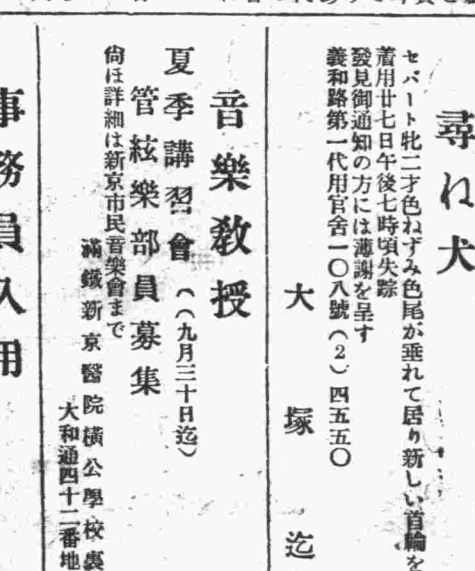 尋ね犬
セパート牝二才色ねずみ色尾が垂れて居り新しい首輪を
着用廿七日午後七時頃失踪
發見御通知の方には薄謝を呈す
義和路第一代用官舍一〇八號(2)四五五〇
大塚迄
音樂教授
夏季講習會((九月三十日迄)
管絃樂部員募集
尙ほ詳細は新京市民音樂會まで
滿鐵新京醫院橫公學校裏
大和通四十二番地
事務員入用